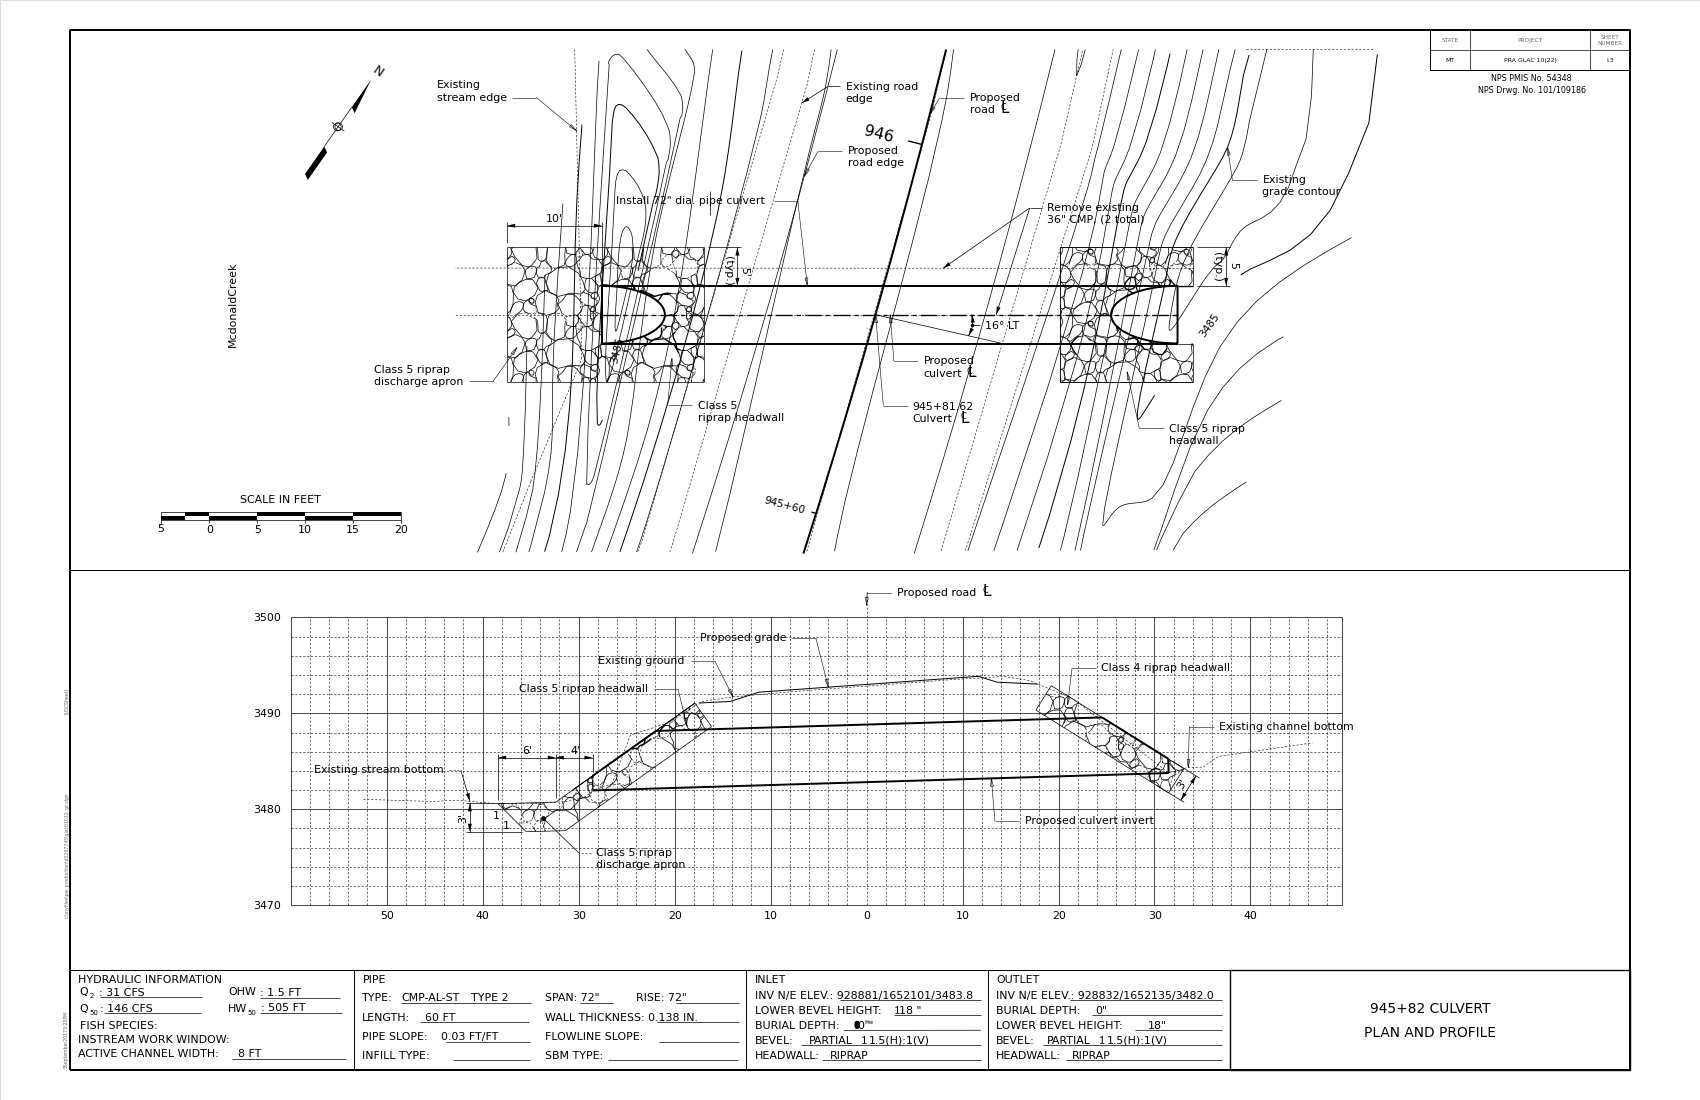 STATE PROJECT SHEET NUMBER
MT PRA GLAC 10(22) I.3
NPS PMIS No. 54348
NPS Drwg. No. 101/109186
N
Existing
stream edge
Existing road
edge
Proposed
road ℄
946
Proposed
road edge
Existing
grade contour
Install 72" dia. pipe culvert
Remove existing
36" CMP, (2 total)
10'
5'
(typ.)
5'
(typ.)
McdonaldCreek
3485
3485
16° LT
Proposed
culvert ℄
Class 5 riprap
discharge apron
Class 5
riprap headwall
945+81.62
Culvert ℄
Class 5 riprap
headwall
945+60
SCALE IN FEET
5 0 5 10 15 20
Proposed road ℄
3500
Proposed grade
Existing ground
Class 4 riprap headwall
Class 5 riprap headwall
3490
Existing channel bottom
6' 4'
Existing stream bottom
3'
3480
3'
1
1
Proposed culvert invert
Class 5 riprap
discharge apron
3470
50 40 30 20 10 0 10 20 30 40
HYDRAULIC INFORMATION
Q2 : 31 CFS OHW : 1.5 FT
Q50 : 146 CFS HW50 : 505 FT
FISH SPECIES:
INSTREAM WORK WINDOW:
ACTIVE CHANNEL WIDTH: 8 FT
PIPE
TYPE: CMP-AL-ST TYPE 2 SPAN: 72" RISE: 72"
LENGTH: 60 FT WALL THICKNESS: 0.138 IN.
PIPE SLOPE: 0.03 FT/FT FLOWLINE SLOPE:
INFILL TYPE: SBM TYPE:
INLET
INV N/E ELEV.: 928881/1652101/3483.8
LOWER BEVEL HEIGHT: 118 "
BURIAL DEPTH:
BEVEL: PARTIAL 11.5(H):1(V)
HEADWALL: RIPRAP
OUTLET
INV N/E ELEV.: 928832/1652135/3482.0
BURIAL DEPTH: 0"
LOWER BEVEL HEIGHT: 18"
BEVEL: PARTIAL 11.5(H):1(V)
HEADWALL: RIPRAP
945+82 CULVERT
PLAN AND PROFILE